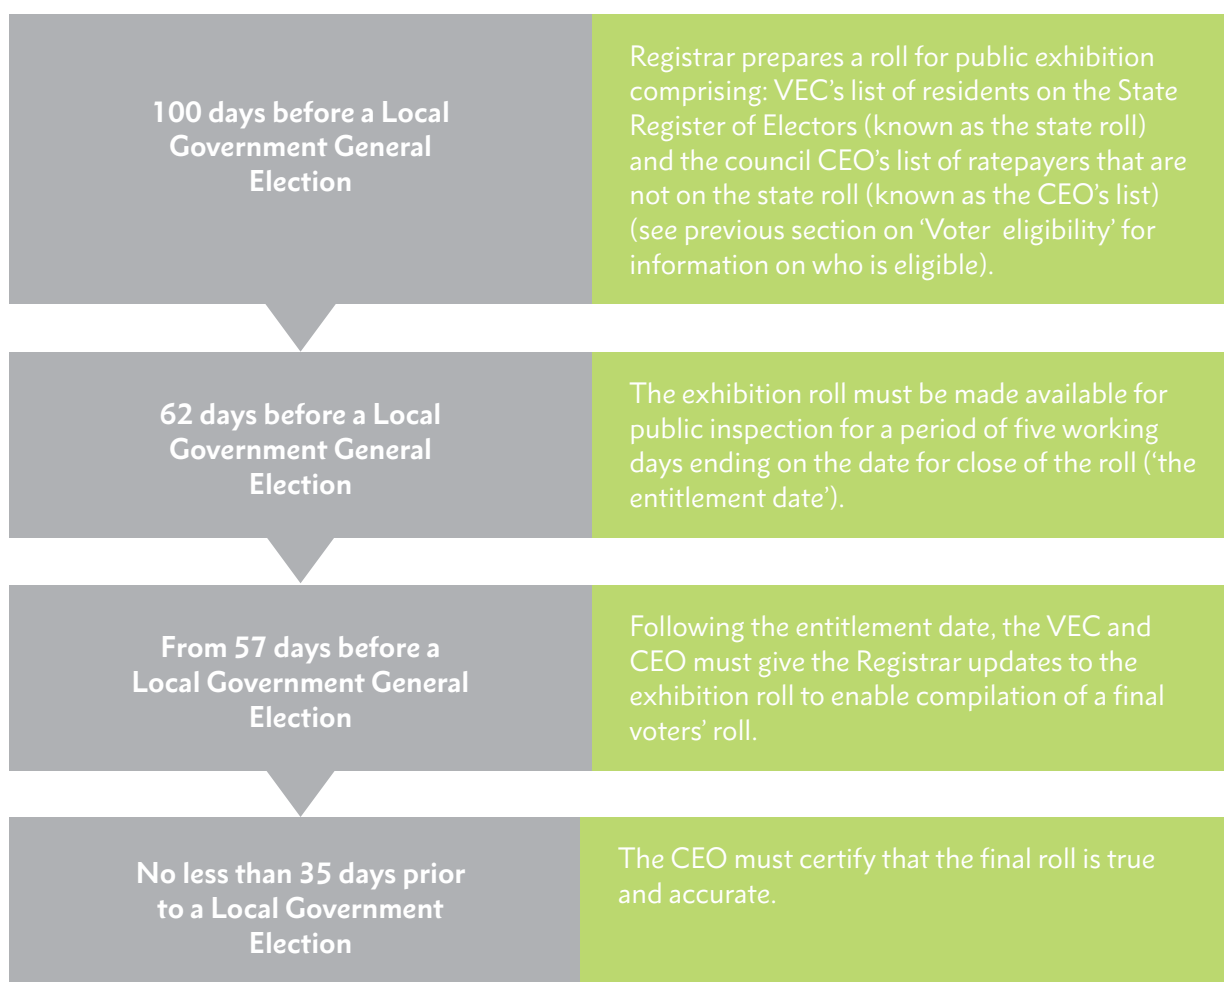 100 days before a Local
Government General
Election
Registrar prepares a roll for public exhibition
comprising: VEC’s list of residents on the State
Register of Electors (known as the state roll)
and the council CEO’s list of ratepayers that are
not on the state roll (known as the CEO’s list)
(see previous section on ‘Voter eligibility’ for
information on who is eligible).
62 days before a Local
Government General
Election
The exhibition roll must be made available for
public inspection for a period of five working
days ending on the date for close of the roll (‘the
entitlement date’).
From 57 days before a
Local Government General
Election
Following the entitlement date, the VEC and
CEO must give the Registrar updates to the
exhibition roll to enable compilation of a final
voters’ roll.
No less than 35 days prior
to a Local Government
Election
The CEO must certify that the final roll is true
and accurate.